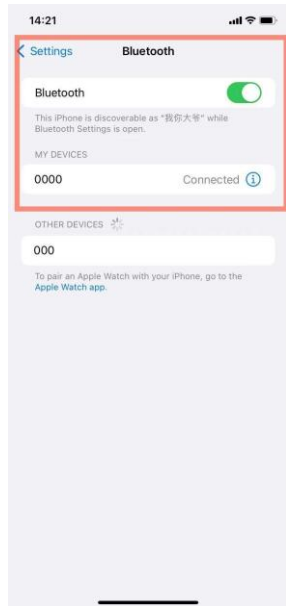 14:21
Settings Bluetooth
Bluetooth
This iPhone is discoverable as "我你大爷" while
Bluetooth Settings is open.
MY DEVICES
0000 Connected
OTHER DEVICES
000
To pair an Apple Watch with your iPhone, go to the
Apple Watch app.